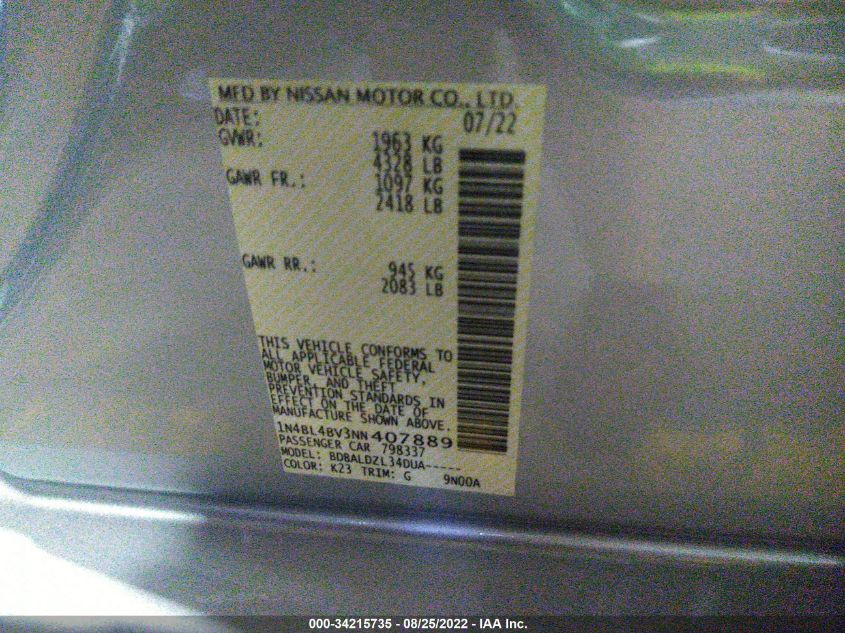 MFD BY NISSAN MOTOR CO., LTD.
DATE: 07/22
GVWR: 1963 KG
4328 LB
GAWR FR.: 1097 KG
2418 LB
GAWR RR.: 945 KG
2083 LB
THIS VEHICLE CONFORMS TO
ALL APPLICABLE FEDERAL
MOTOR VEHICLE SAFETY,
BUMPER, AND THEFT
PREVENTION STANDARDS IN
EFFECT ON THE DATE OF
MANUFACTURE SHOWN ABOVE.
1N4BL4BV3NN407889
PASSENGER CAR 798337
MODEL: BDBALDZL34DUA-----
COLOR: K23 TRIM: G 9N00A
000-34215735 - 08/25/2022 - IAA Inc.